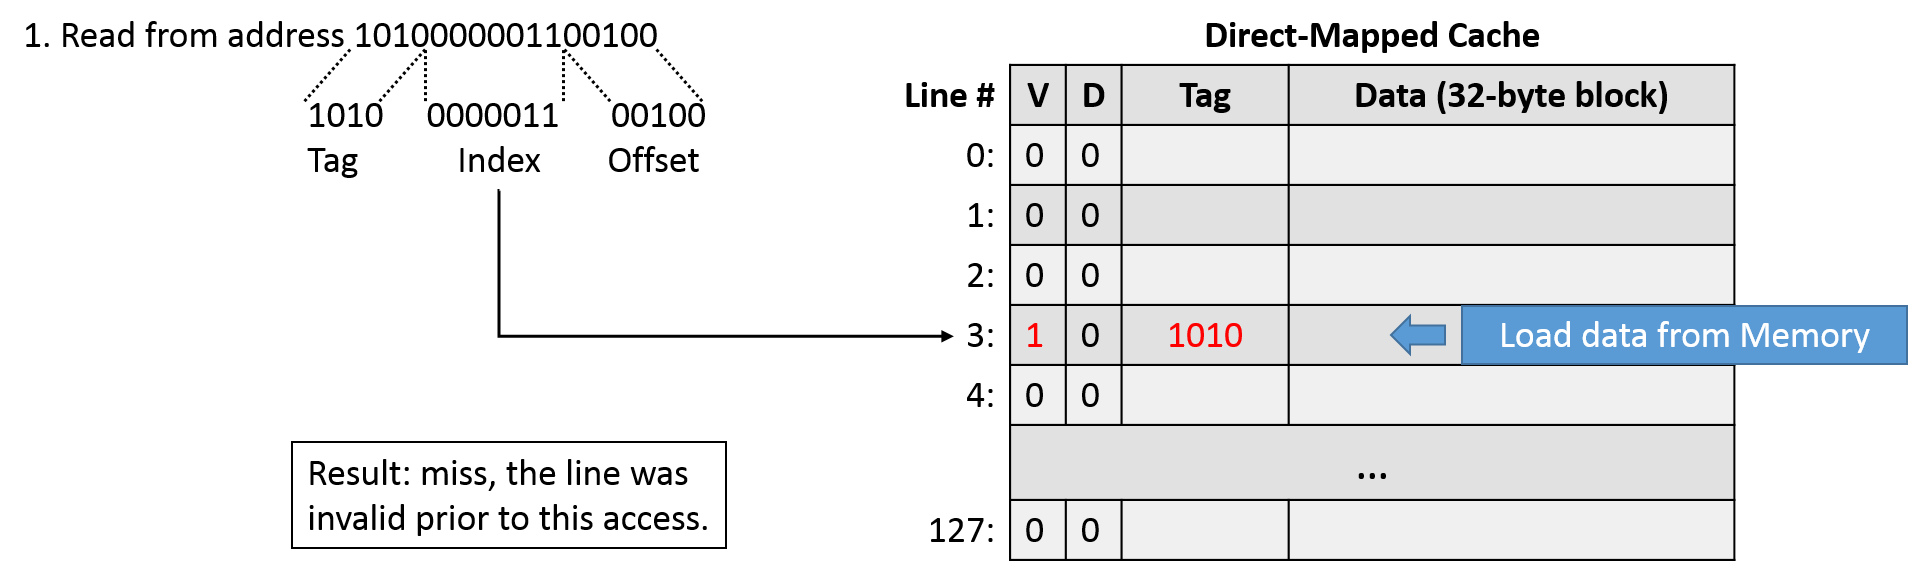 1. Read from address 1010000001100100
1010 0000011 00100
Tag Index Offset
Result: miss, the line was
invalid prior to this access.
Direct-Mapped Cache
Line # V D Tag Data (32-byte block)
0: 0 0
1: 0 0
2: 0 0
3: 1 0 1010 Load data from Memory
4: 0 0
...
127: 0 0